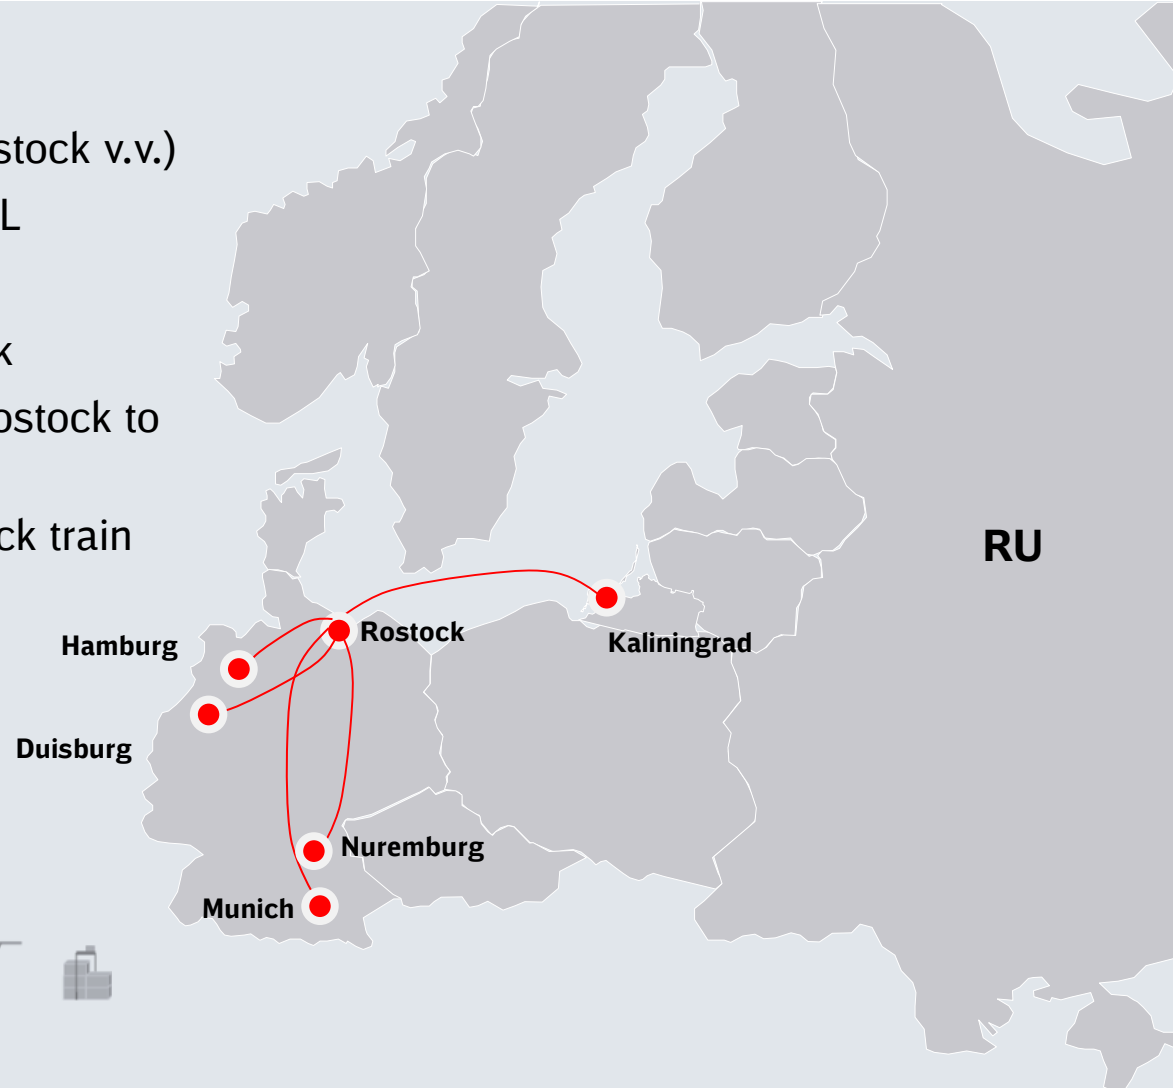 stock v.v.)
L
k
ostock to
ck train
RU
Hamburg
Rostock
Kaliningrad
Duisburg
Nuremburg
Munich